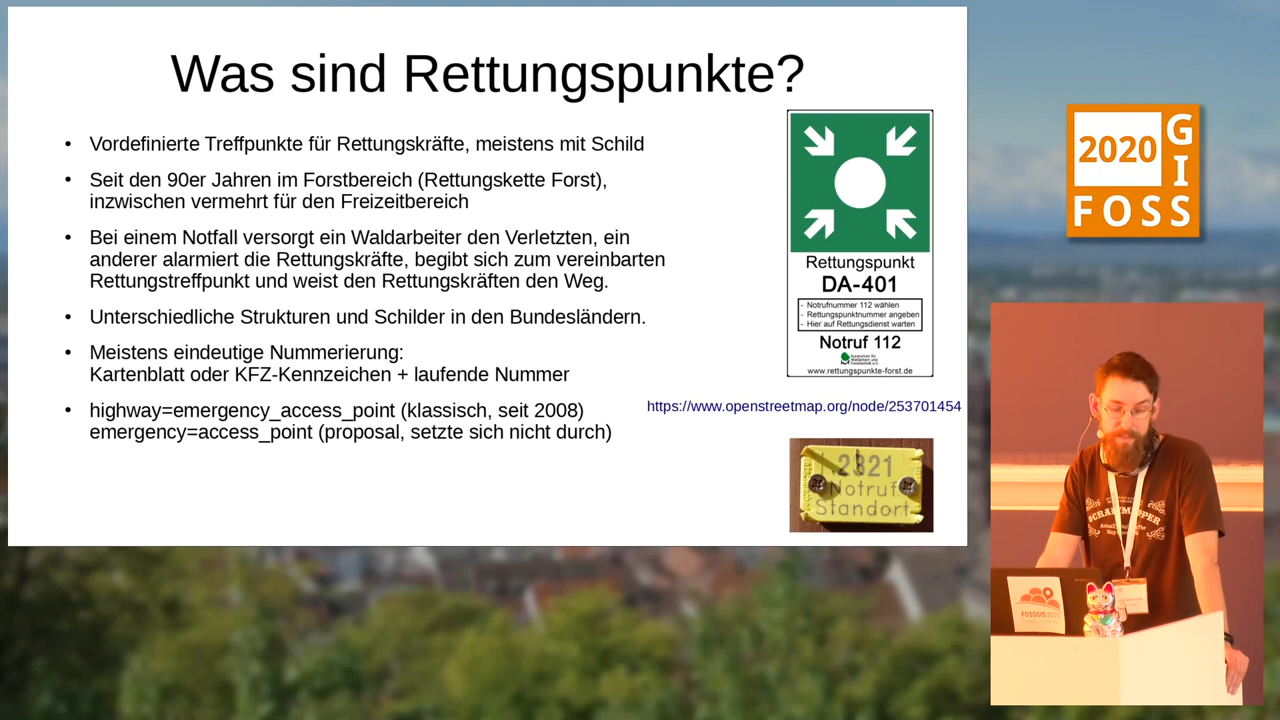 Was sind Rettungspunkte?
Vordefinierte Treffpunkte für Rettungskräfte, meistens mit Schild
Seit den 90er Jahren im Forstbereich (Rettungskette Forst),
inzwischen vermehrt für den Freizeitbereich
Bei einem Notfall versorgt ein Waldarbeiter den Verletzten, ein
anderer alarmiert die Rettungskräfte, begibt sich zum vereinbarten
Rettungstreffpunkt und weist den Rettungskräften den Weg.
Unterschiedliche Strukturen und Schilder in den Bundesländern.
Meistens eindeutige Nummerierung:
Kartenblatt oder KFZ-Kennzeichen + laufende Nummer
highway=emergency_access_point (klassisch, seit 2008)
emergency=access_point (proposal, setzte sich nicht durch)
Rettungspunkt
DA-401
- Notrufnummer 112 wählen
- Rettungspunktnummer angeben
- Hier auf Rettungsdienst warten
Notruf 112
www.rettungspunkte-forst.de
https://www.openstreetmap.org/node/253701454
2321
Notruf
Standort
2020
GI
FOSS
FOSSGIS 2020